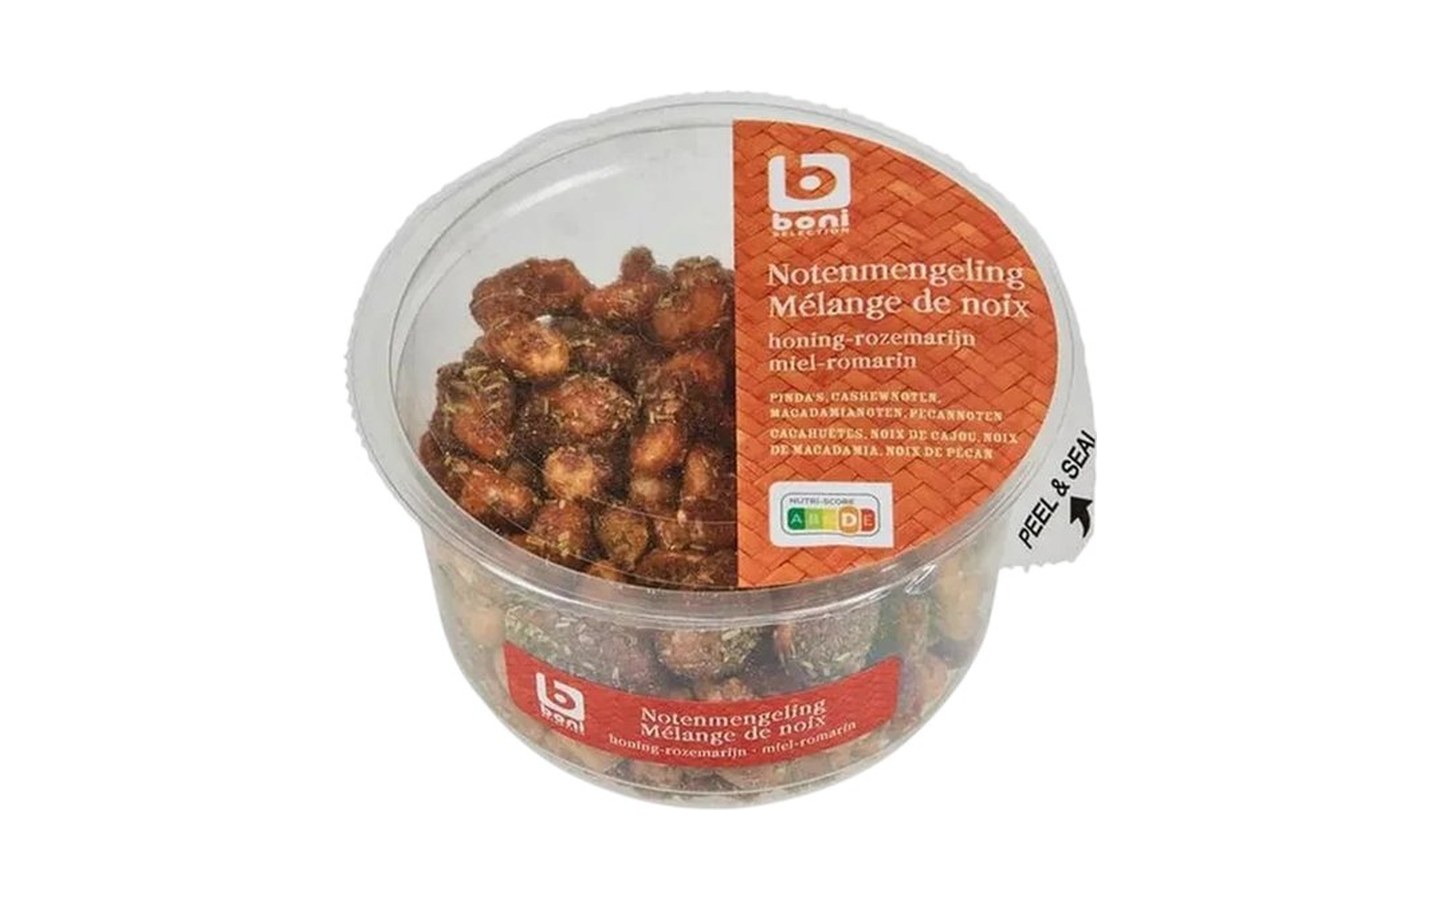 boni
SELECTION
Notenmengeling
Mélange de noix
honing-rozemarijn
miel-romarin
PINDA'S, CASHEWNOTEN,
MACADAMIANOTEN, PECANNOTEN
CACAHUÈTES, NOIX DE CAJOU, NOIX
DE MACADAMIA, NOIX DE PÉCAN
NUTRI-SCORE
A B C D E
PEEL & SEAL
boni
Notenmengeling
Mélange de noix
honing-rozemarijn · miel-romarin